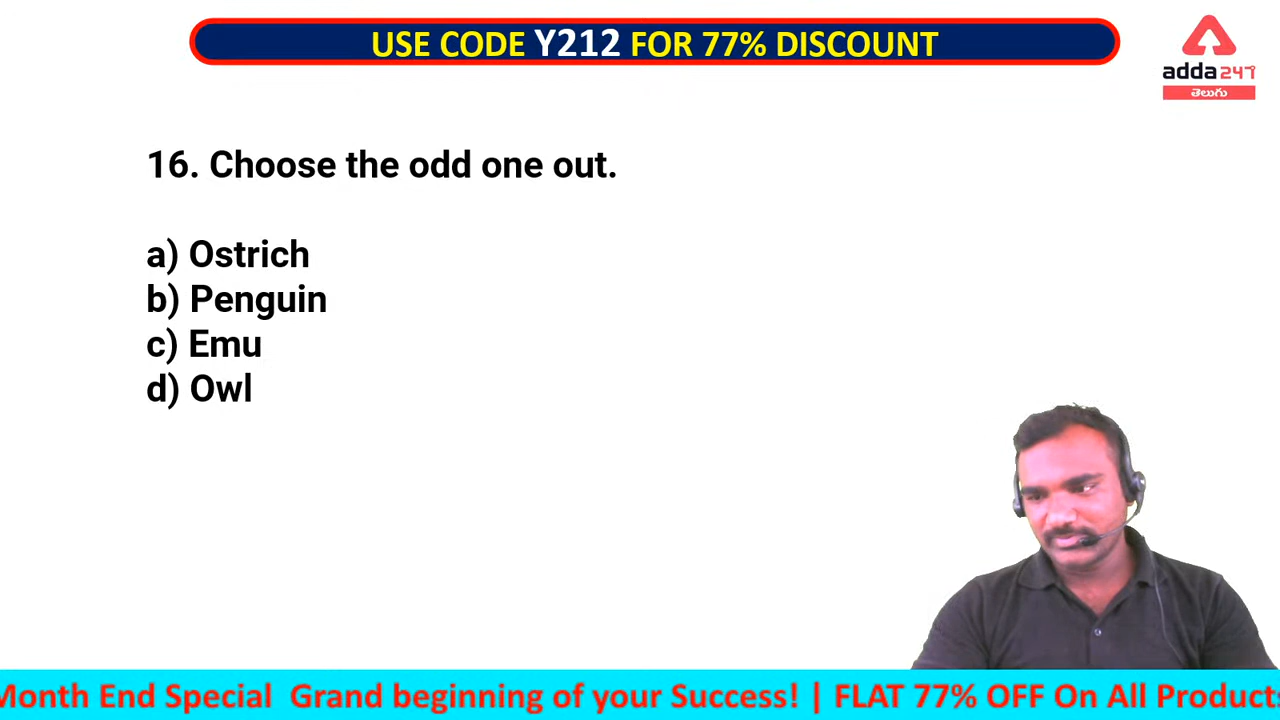 USE CODE Y212 FOR 77% DISCOUNT
adda247
తెలుగు
16. Choose the odd one out.
a) Ostrich
b) Penguin
c) Emu
d) Owl
Month End Special Grand beginning of your Success! | FLAT 77% OFF On All Products